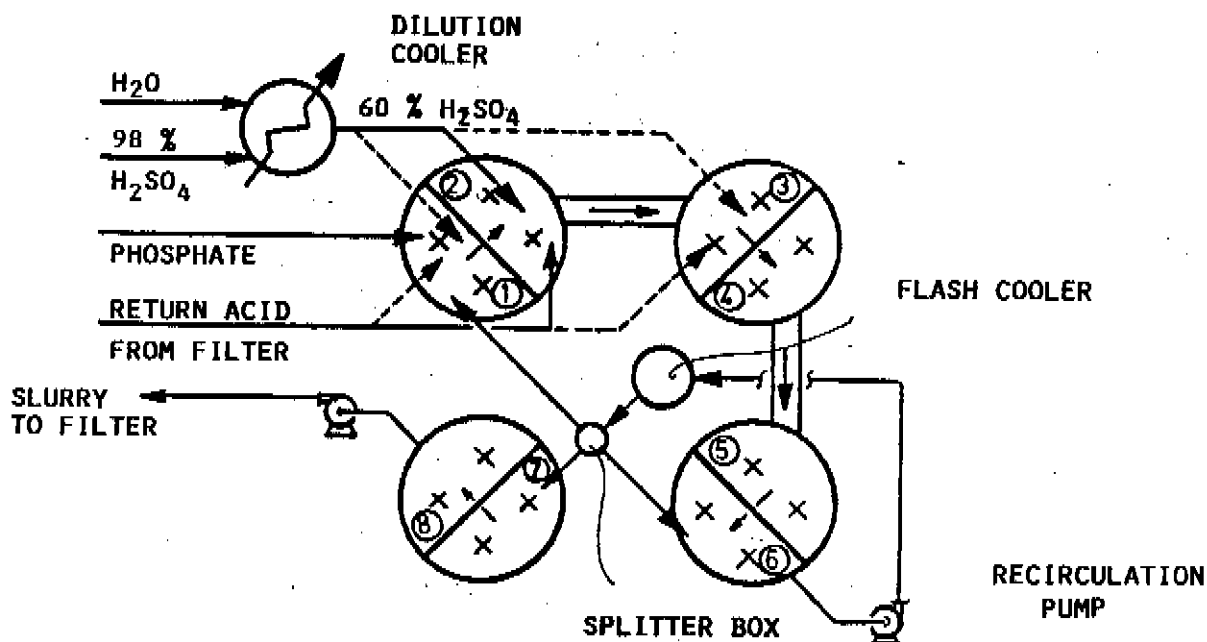 DILUTION
COOLER
H₂O
60 % H₂SO₄
98 %
H₂SO₄
② ③
PHOSPHATE
① ④
FLASH COOLER
RETURN ACID
FROM FILTER
SLURRY
TO FILTER
⑦ ⑤
⑧ ⑥
RECIRCULATION
PUMP
SPLITTER BOX